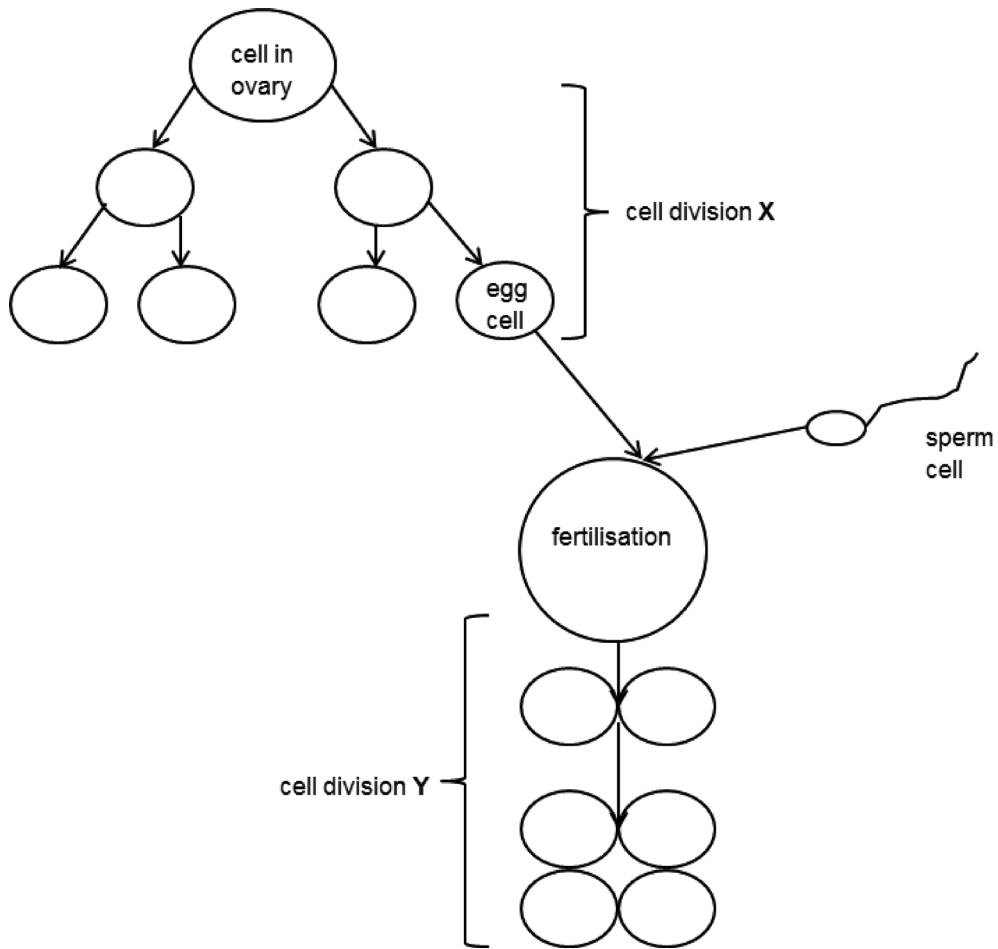 cell in
ovary
cell division X
egg
cell
sperm
cell
fertilisation
cell division Y